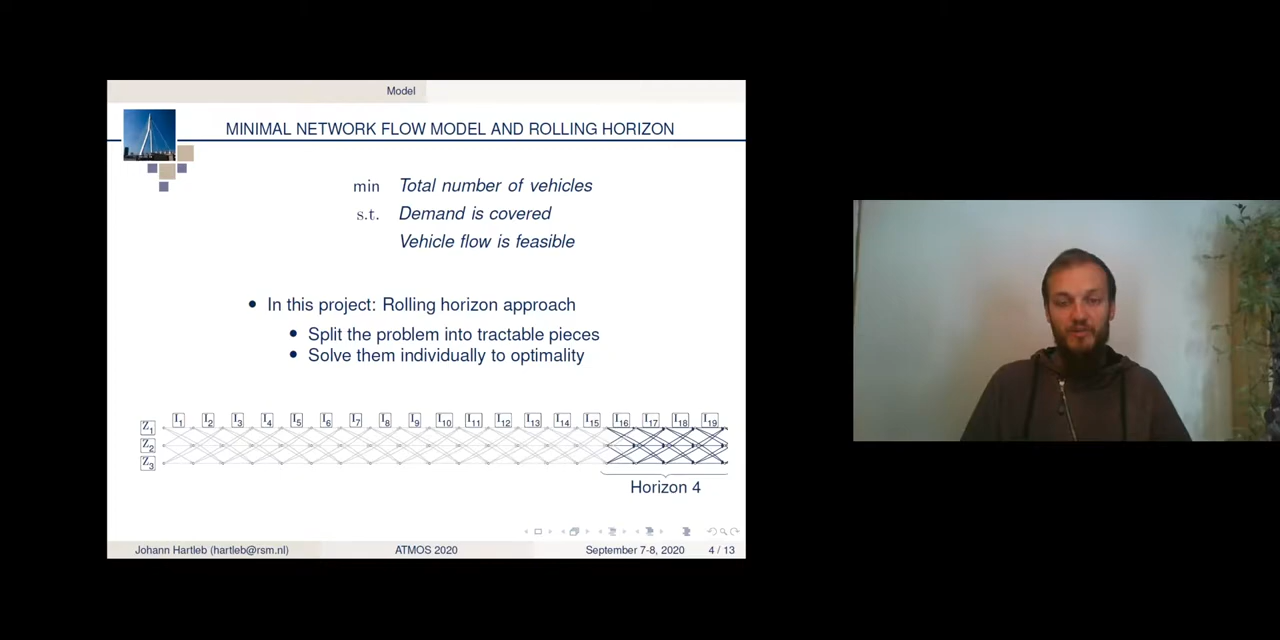 Model
MINIMAL NETWORK FLOW MODEL AND ROLLING HORIZON
min Total number of vehicles
s.t. Demand is covered
Vehicle flow is feasible
• In this project: Rolling horizon approach
• Split the problem into tractable pieces
• Solve them individually to optimality
I1 I2 I3 I4 I5 I6 I7 I8 I9 I10 I11 I12 I13 I14 I15 I16 I17 I18 I19
Z1
Z2
Z3
Horizon 4
Johann Hartleb (hartleb@rsm.nl) ATMOS 2020 September 7-8, 2020 4 / 13